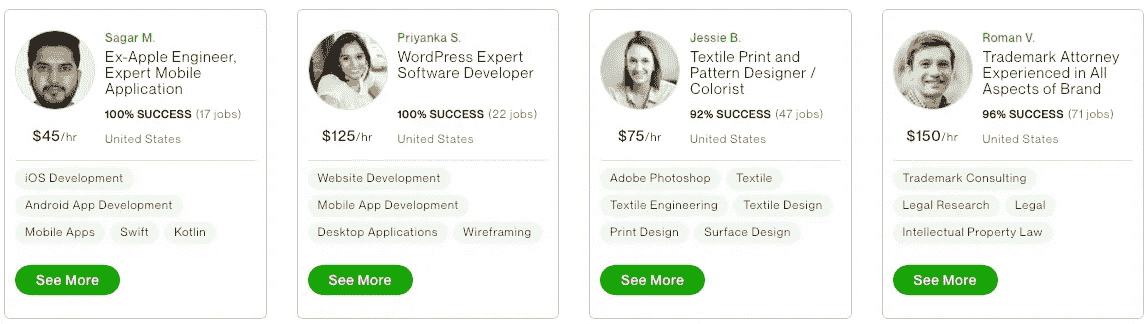 Sagar M.
Ex-Apple Engineer,
Expert Mobile
Application
100% SUCCESS (17 jobs)
$45/hr
United States
iOS Development
Android App Development
Mobile Apps Swift Kotlin
See More
Priyanka S.
WordPress Expert
Software Developer
100% SUCCESS (22 jobs)
$125/hr
United States
Website Development
Mobile App Development
Desktop Applications Wireframing
See More
Jessie B.
Textile Print and
Pattern Designer /
Colorist
92% SUCCESS (47 jobs)
$75/hr
United States
Adobe Photoshop Textile
Textile Engineering Textile Design
Print Design Surface Design
See More
Roman V.
Trademark Attorney
Experienced in All
Aspects of Brand
96% SUCCESS (71 jobs)
$150/hr
United States
Trademark Consulting
Legal Research Legal
Intellectual Property Law
See More